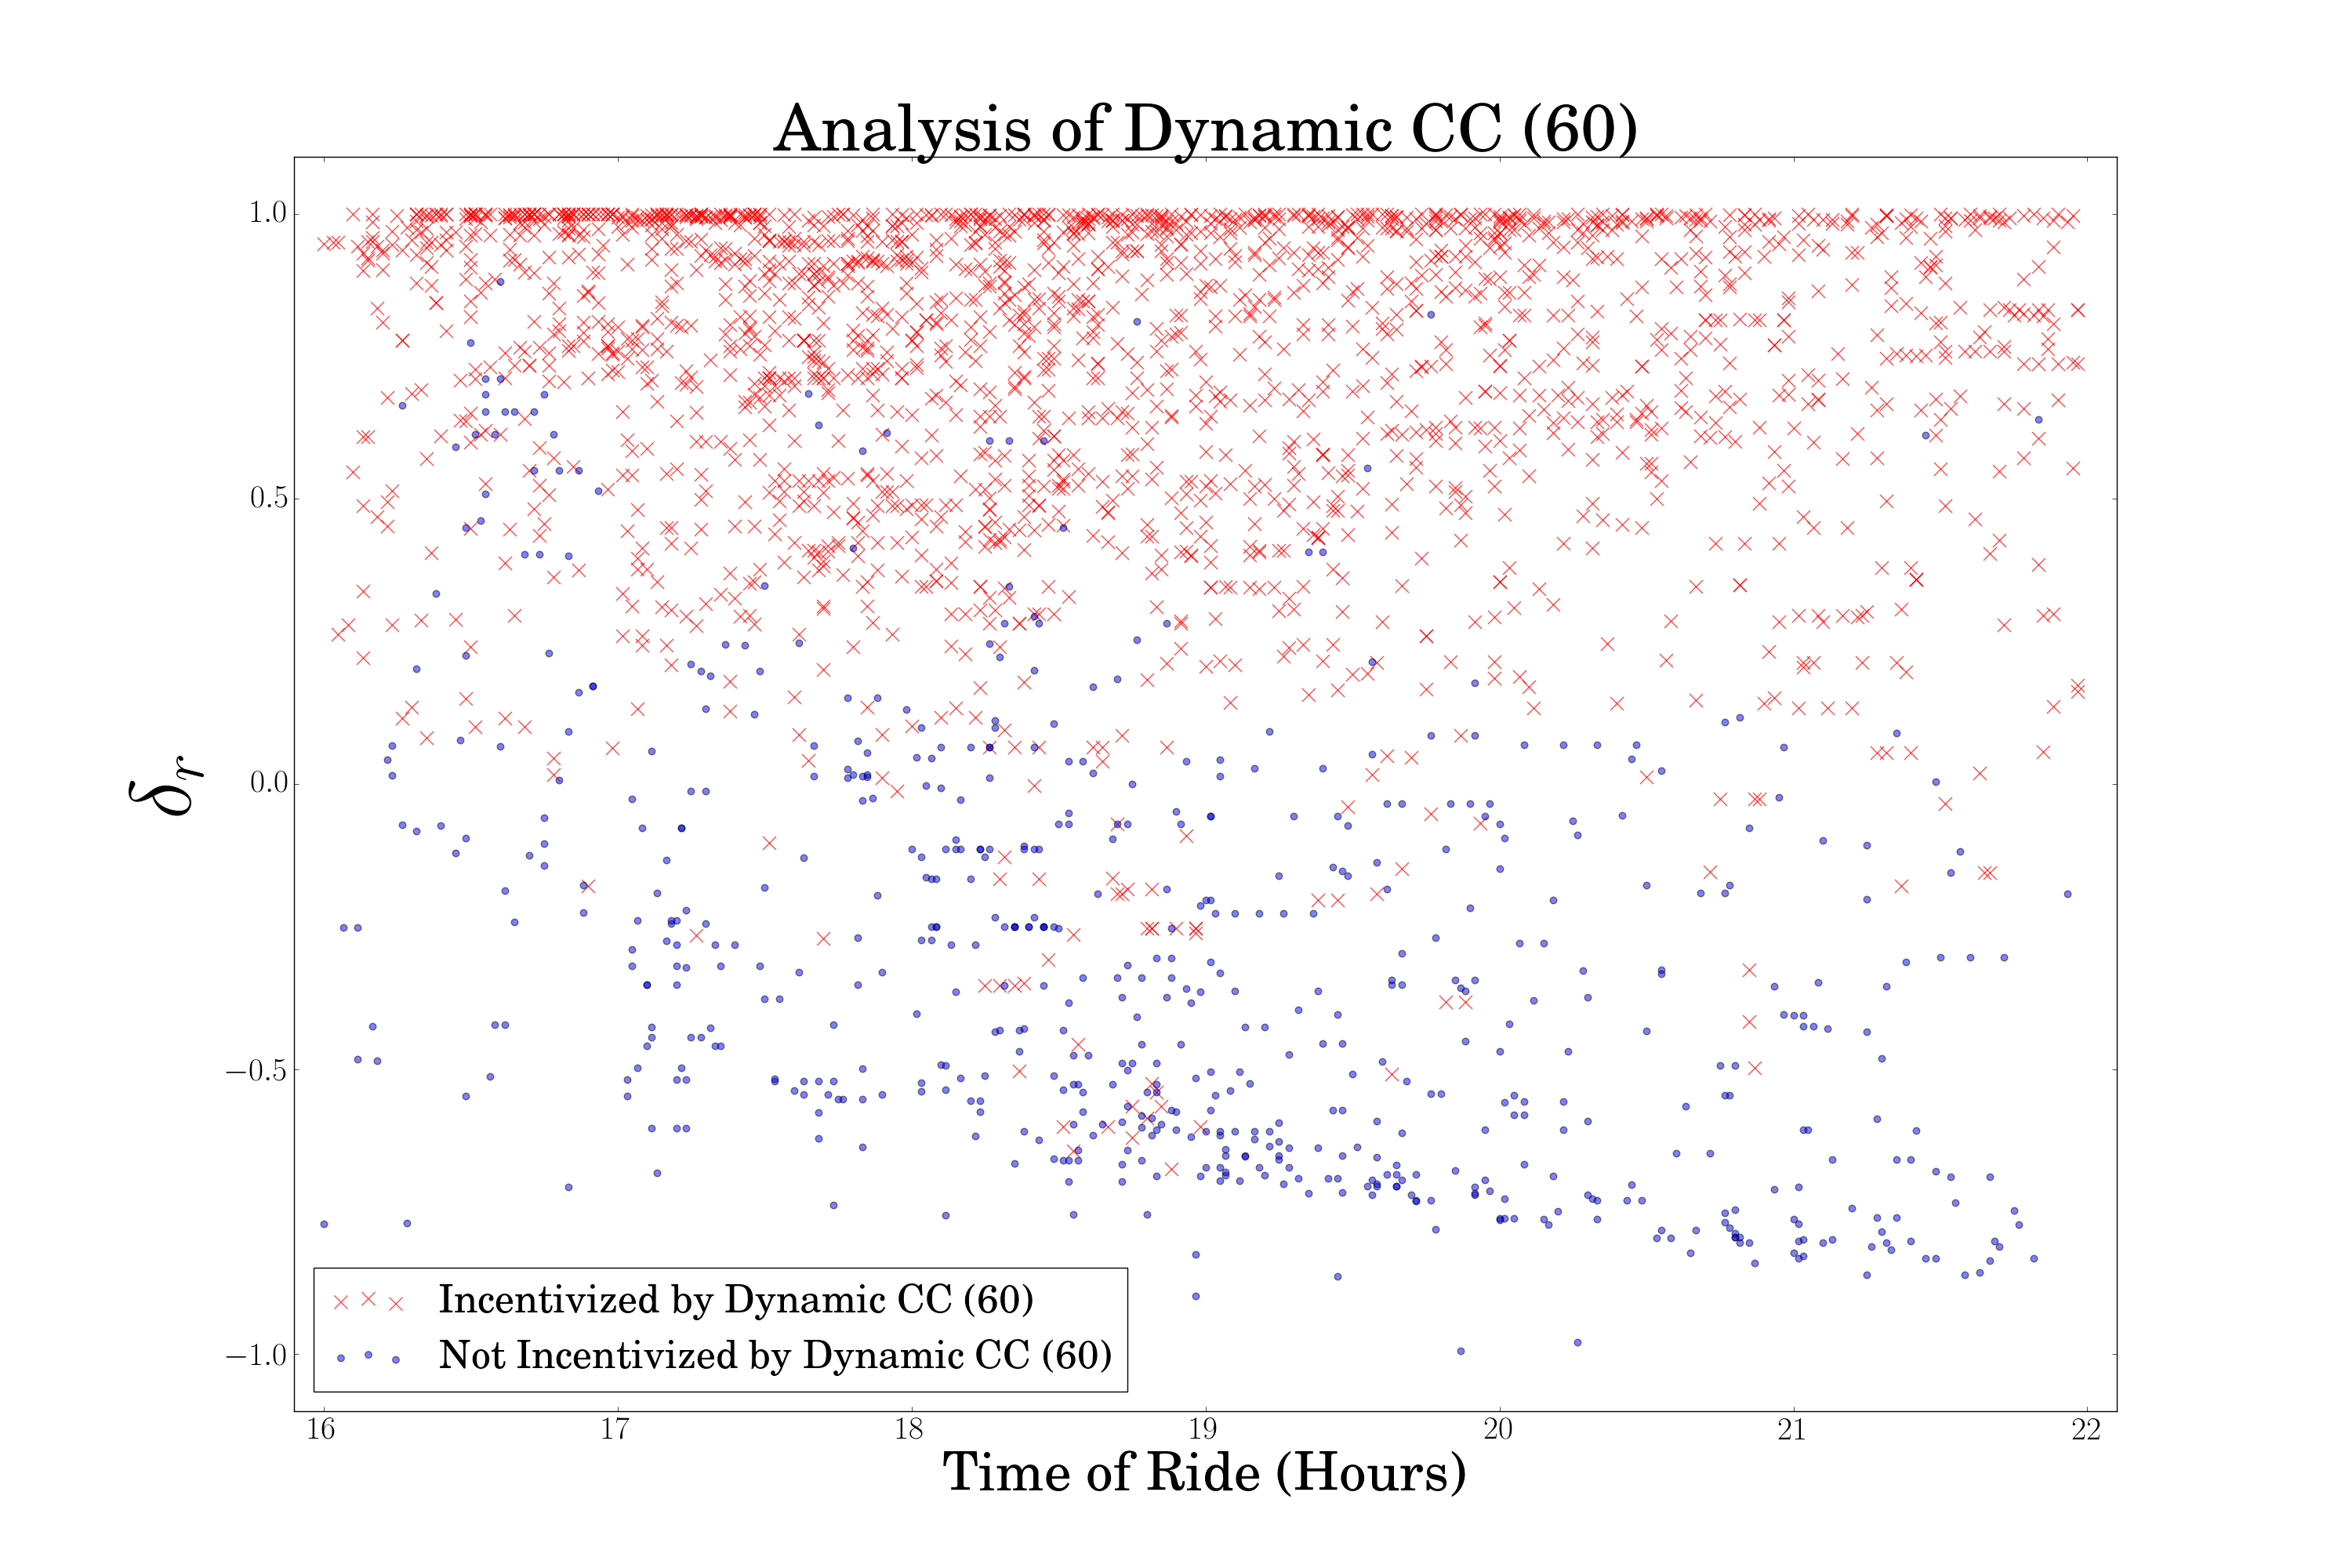 Analysis of Dynamic CC (60)
1.0
0.5
0.0
−0.5
−1.0
δr
Incentivized by Dynamic CC (60)
Not Incentivized by Dynamic CC (60)
16 17 18 19 20 21 22
Time of Ride (Hours)